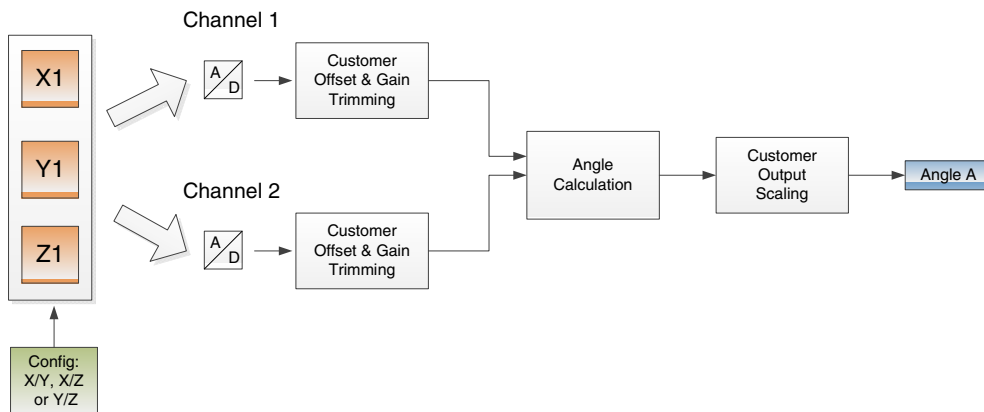 Channel 1
X1
Y1
Z1
Config:
X/Y, X/Z
or Y/Z
A
D
Customer
Offset & Gain
Trimming
Channel 2
A
D
Customer
Offset & Gain
Trimming
Angle
Calculation
Customer
Output
Scaling
Angle A